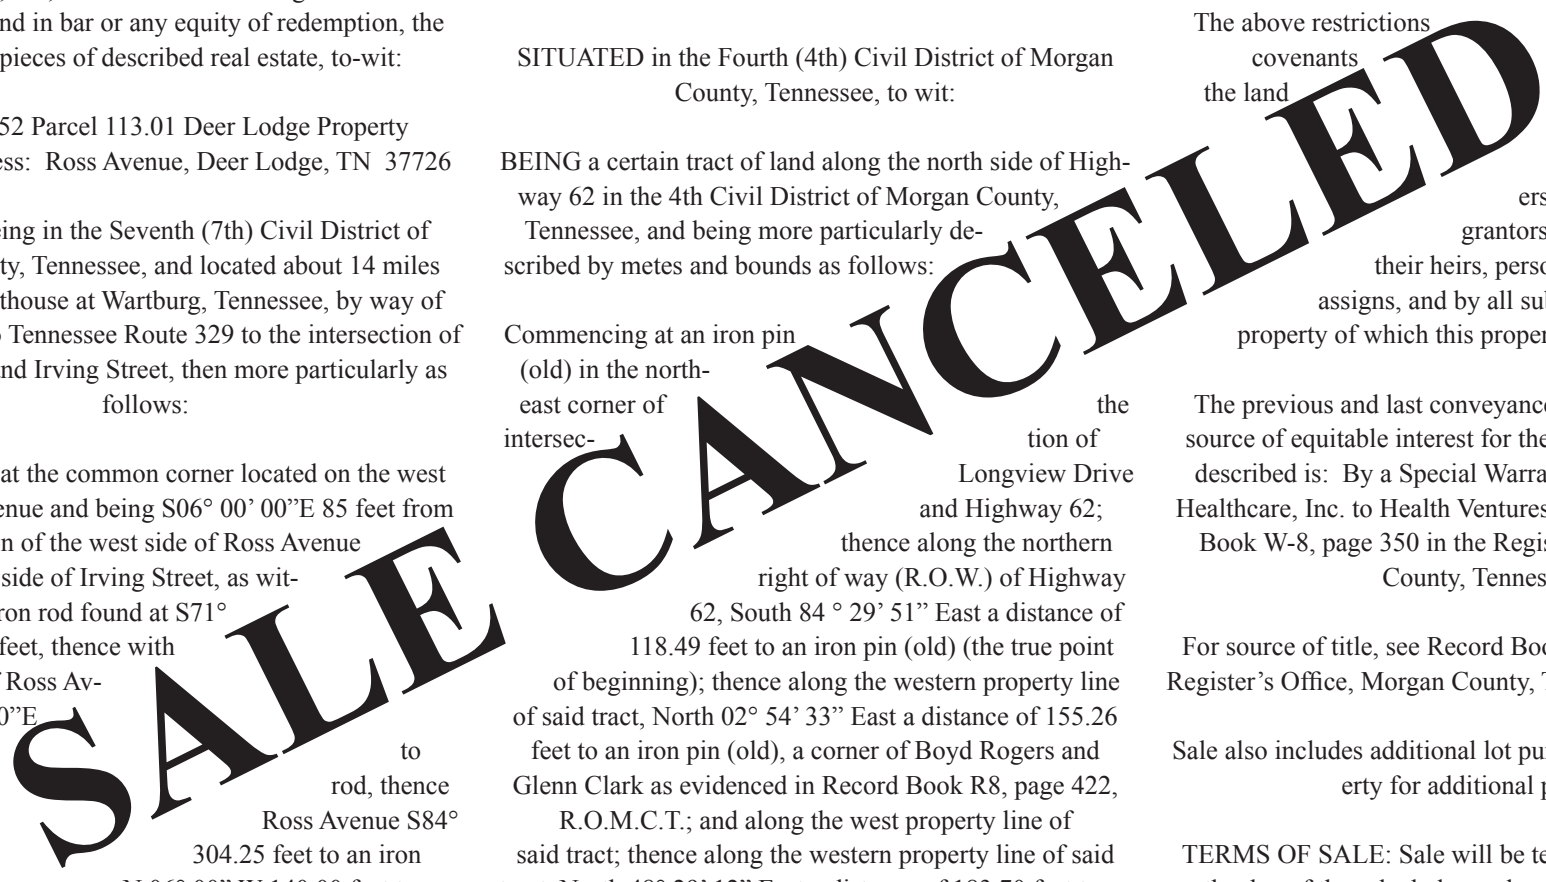 nd in bar or any equity of redemption, the
pieces of described real estate, to-wit:
52 Parcel 113.01 Deer Lodge Property
ess: Ross Avenue, Deer Lodge, TN 37726
eing in the Seventh (7th) Civil District of
ty, Tennessee, and located about 14 miles
thouse at Wartburg, Tennessee, by way of
Tennessee Route 329 to the intersection of
nd Irving Street, then more particularly as
follows:
at the common corner located on the west
enue and being S06° 00’ 00”E 85 feet from
n of the west side of Ross Avenue
side of Irving Street, as wit-
ron rod found at S71°
feet, thence with
f Ross Av-
0”E
to
rod, thence
Ross Avenue S84°
304.25 feet to an iron
SITUATED in the Fourth (4th) Civil District of Morgan
County, Tennessee, to wit:
BEING a certain tract of land along the north side of High-
way 62 in the 4th Civil District of Morgan County,
Tennessee, and being more particularly de-
scribed by metes and bounds as follows:
Commencing at an iron pin
(old) in the north-
east corner of the
intersec- tion of
Longview Drive
and Highway 62;
thence along the northern
right of way (R.O.W.) of Highway
62, South 84 ° 29’ 51” East a distance of
118.49 feet to an iron pin (old) (the true point
of beginning); thence along the western property line
of said tract, North 02° 54’ 33” East a distance of 155.26
feet to an iron pin (old), a corner of Boyd Rogers and
Glenn Clark as evidenced in Record Book R8, page 422,
R.O.M.C.T.; and along the west property line of
said tract; thence along the western property line of said
The above restrictions
covenants
the land
ers
grantors
their heirs, perso
assigns, and by all su
property of which this proper
The previous and last conveyance
source of equitable interest for the
described is: By a Special Warra
Healthcare, Inc. to Health Ventures
Book W-8, page 350 in the Regis
County, Tennes
For source of title, see Record Boo
Register’s Office, Morgan County,
Sale also includes additional lot pu
erty for additional p
TERMS OF SALE: Sale will be te
SALE CANCELED